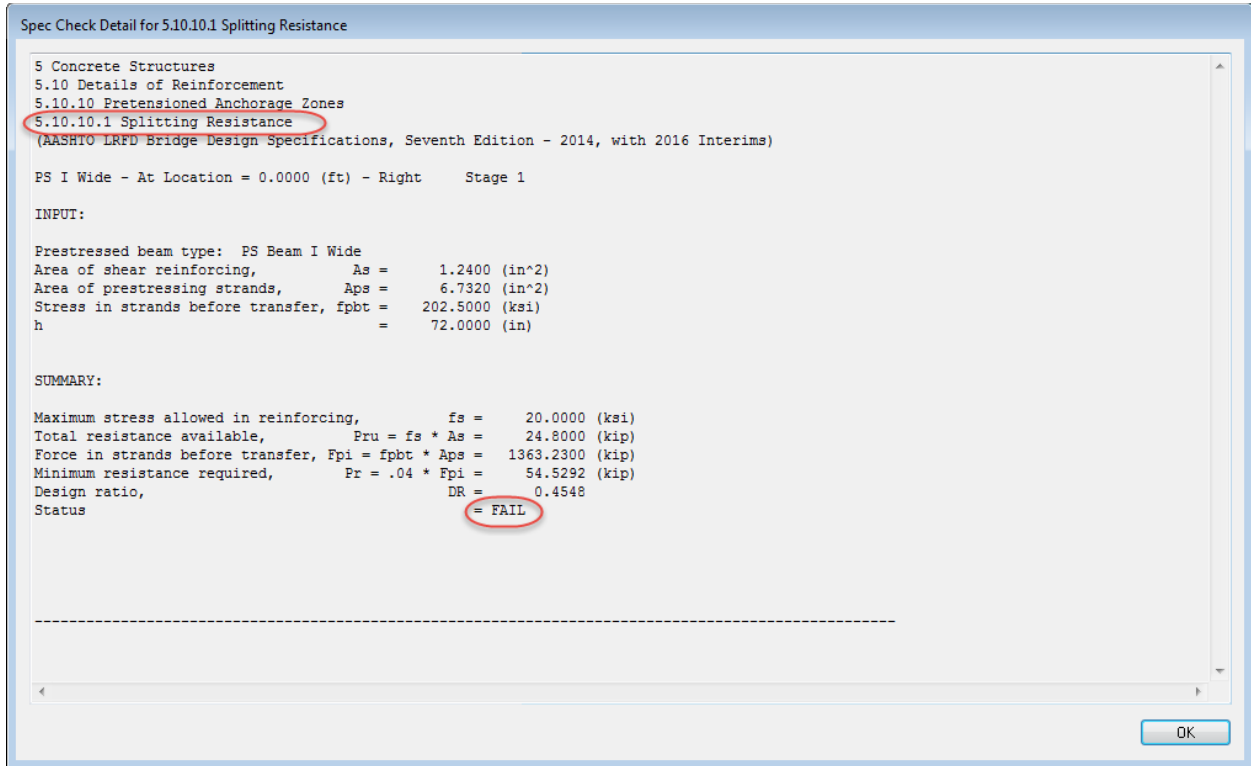 Spec Check Detail for 5.10.10.1 Splitting Resistance
5 Concrete Structures
5.10 Details of Reinforcement
5.10.10 Pretensioned Anchorage Zones
5.10.10.1 Splitting Resistance
(AASHTO LRFD Bridge Design Specifications, Seventh Edition - 2014, with 2016 Interims)
PS I Wide - At Location = 0.0000 (ft) - Right Stage 1
INPUT:
Prestressed beam type: PS Beam I Wide
Area of shear reinforcing, As = 1.2400 (in^2)
Area of prestressing strands, Aps = 6.7320 (in^2)
Stress in strands before transfer, fpbt = 202.5000 (ksi)
h = 72.0000 (in)
SUMMARY:
Maximum stress allowed in reinforcing, fs = 20.0000 (ksi)
Total resistance available, Pru = fs * As = 24.8000 (kip)
Force in strands before transfer, Fpi = fpbt * Aps = 1363.2300 (kip)
Minimum resistance required, Pr = .04 * Fpi = 54.5292 (kip)
Design ratio, DR = 0.4548
Status = FAIL
OK